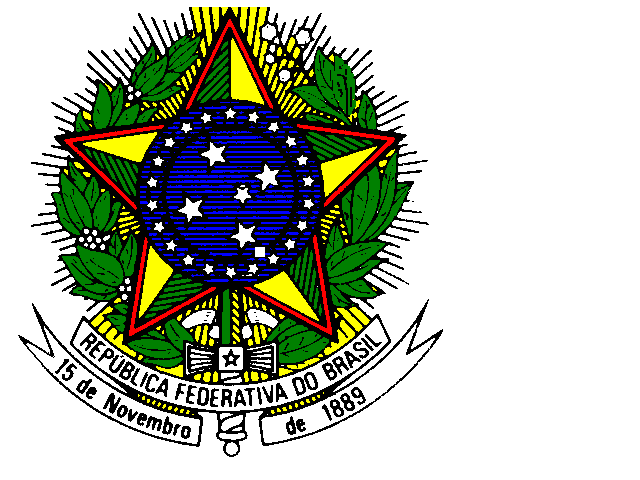 REPÚBLICA FEDERATIVA DO BRASIL
15 de Novembro de 1889